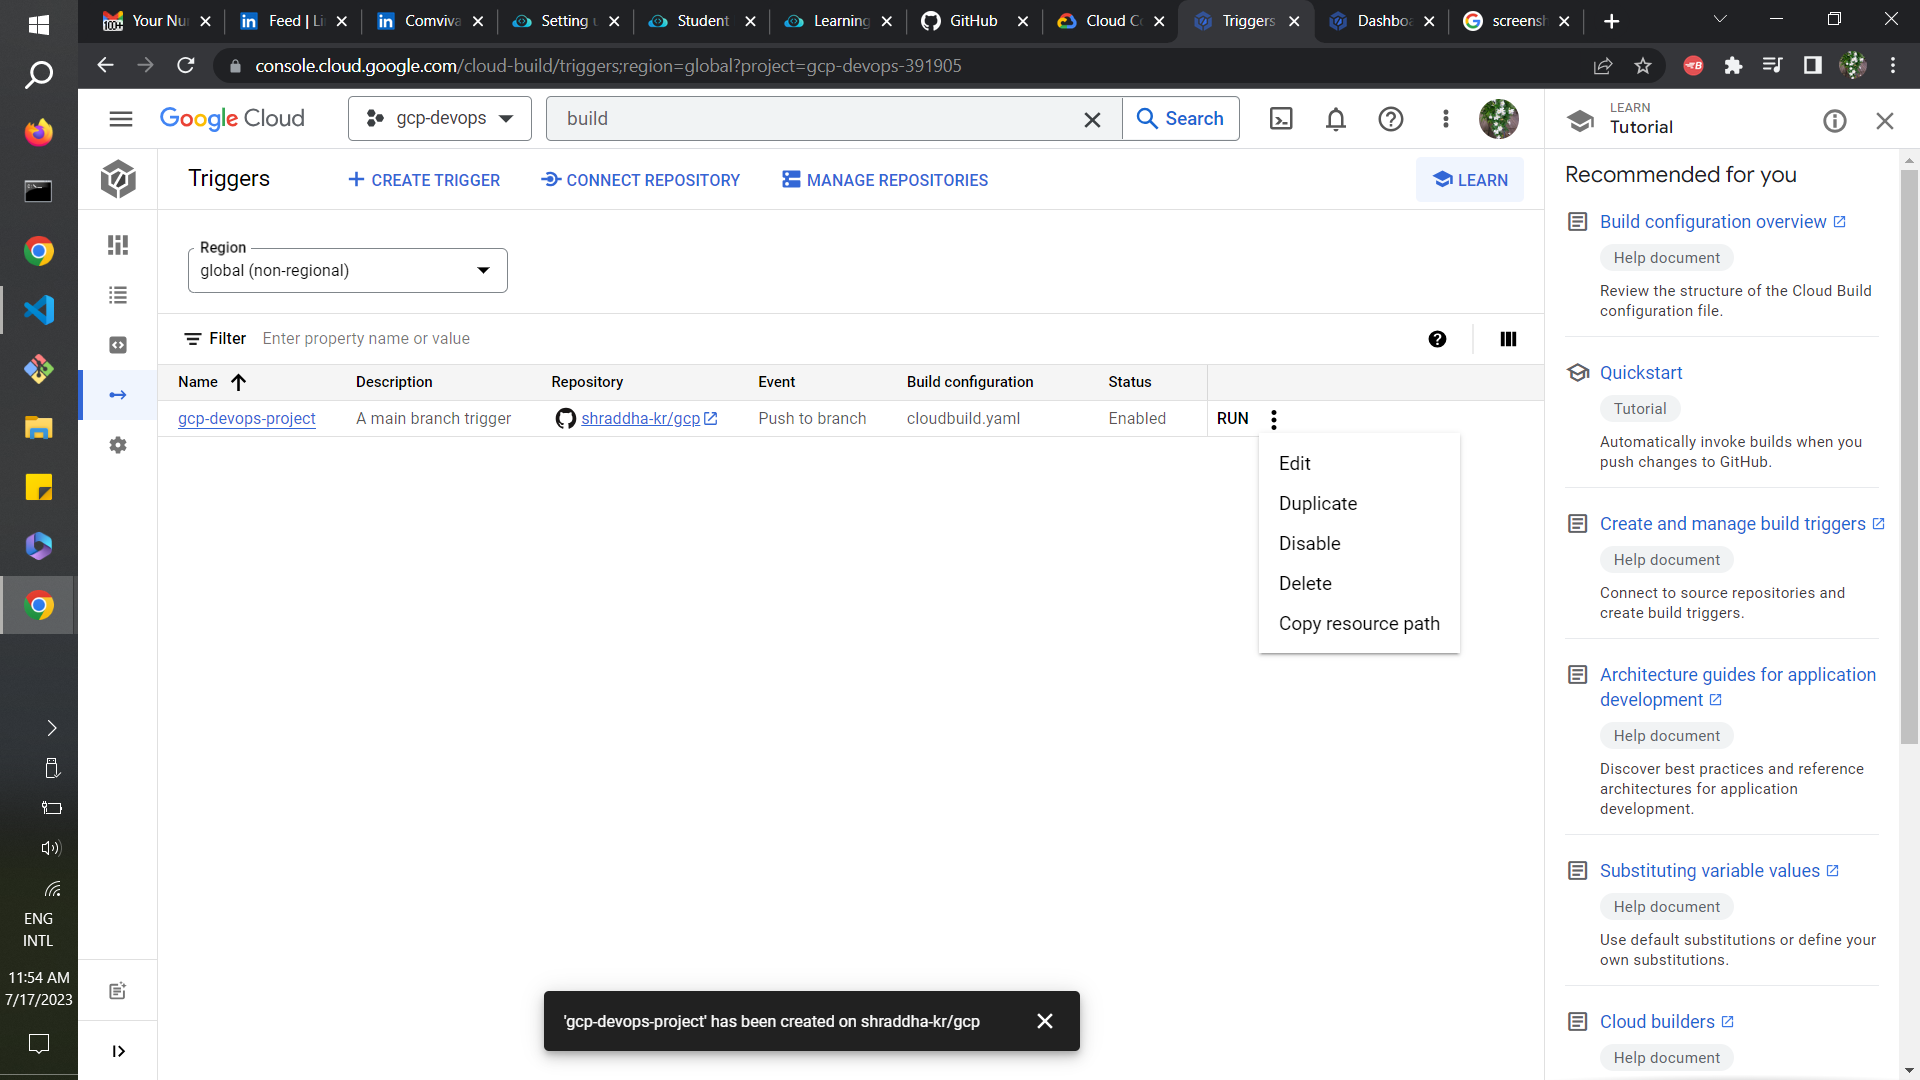 Your Nur
Feed | Li
Comviva
Setting u
Student
Learning
GitHub
Cloud Co
Triggers
Dashboa
screensh
console.cloud.google.com/cloud-build/triggers;region=global?project=gcp-devops-391905
Google Cloud
gcp-devops
build
Search
LEARN
Tutorial
Triggers
CREATE TRIGGER
CONNECT REPOSITORY
MANAGE REPOSITORIES
LEARN
Region
global (non-regional)
Filter Enter property name or value
Name Description Repository Event Build configuration Status
gcp-devops-project A main branch trigger shraddha-kr/gcp Push to branch cloudbuild.yaml Enabled RUN
Edit
Duplicate
Disable
Delete
Copy resource path
'gcp-devops-project' has been created on shraddha-kr/gcp
Recommended for you
Build configuration overview
Help document
Review the structure of the Cloud Build
configuration file.
Quickstart
Tutorial
Automatically invoke builds when you
push changes to GitHub.
Create and manage build triggers
Help document
Connect to source repositories and
create build triggers.
Architecture guides for application
development
Help document
Discover best practices and reference
architectures for application
development.
Substituting variable values
Help document
Use default substitutions or define your
own substitutions.
Cloud builders
Help document
ENG
INTL
11:54 AM
7/17/2023